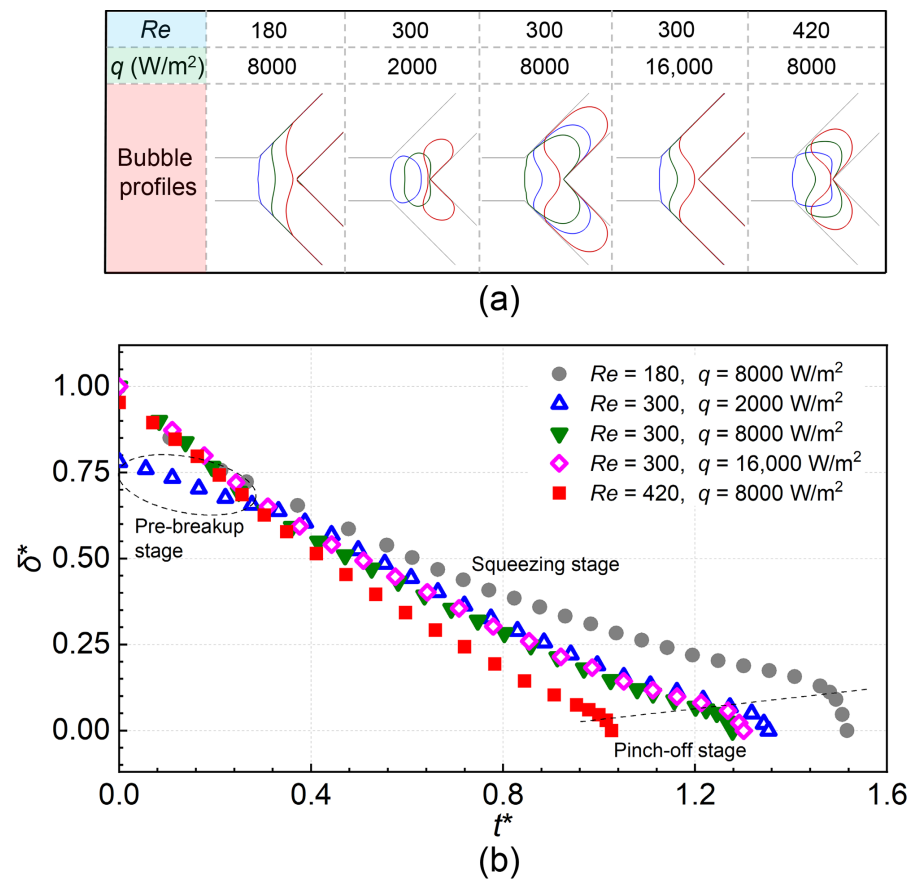 Re 180 300 300 300 420
q (W/m²) 8000 2000 8000 16,000 8000
Bubble
profiles
(a)
1.00
0.75
0.50
0.25
0.00
δ*
Re = 180, q = 8000 W/m²
Re = 300, q = 2000 W/m²
Re = 300, q = 8000 W/m²
Re = 300, q = 16,000 W/m²
Re = 420, q = 8000 W/m²
Pre-breakup
stage
Squeezing stage
Pinch-off stage
0.0 0.4 0.8 1.2 1.6
t*
(b)